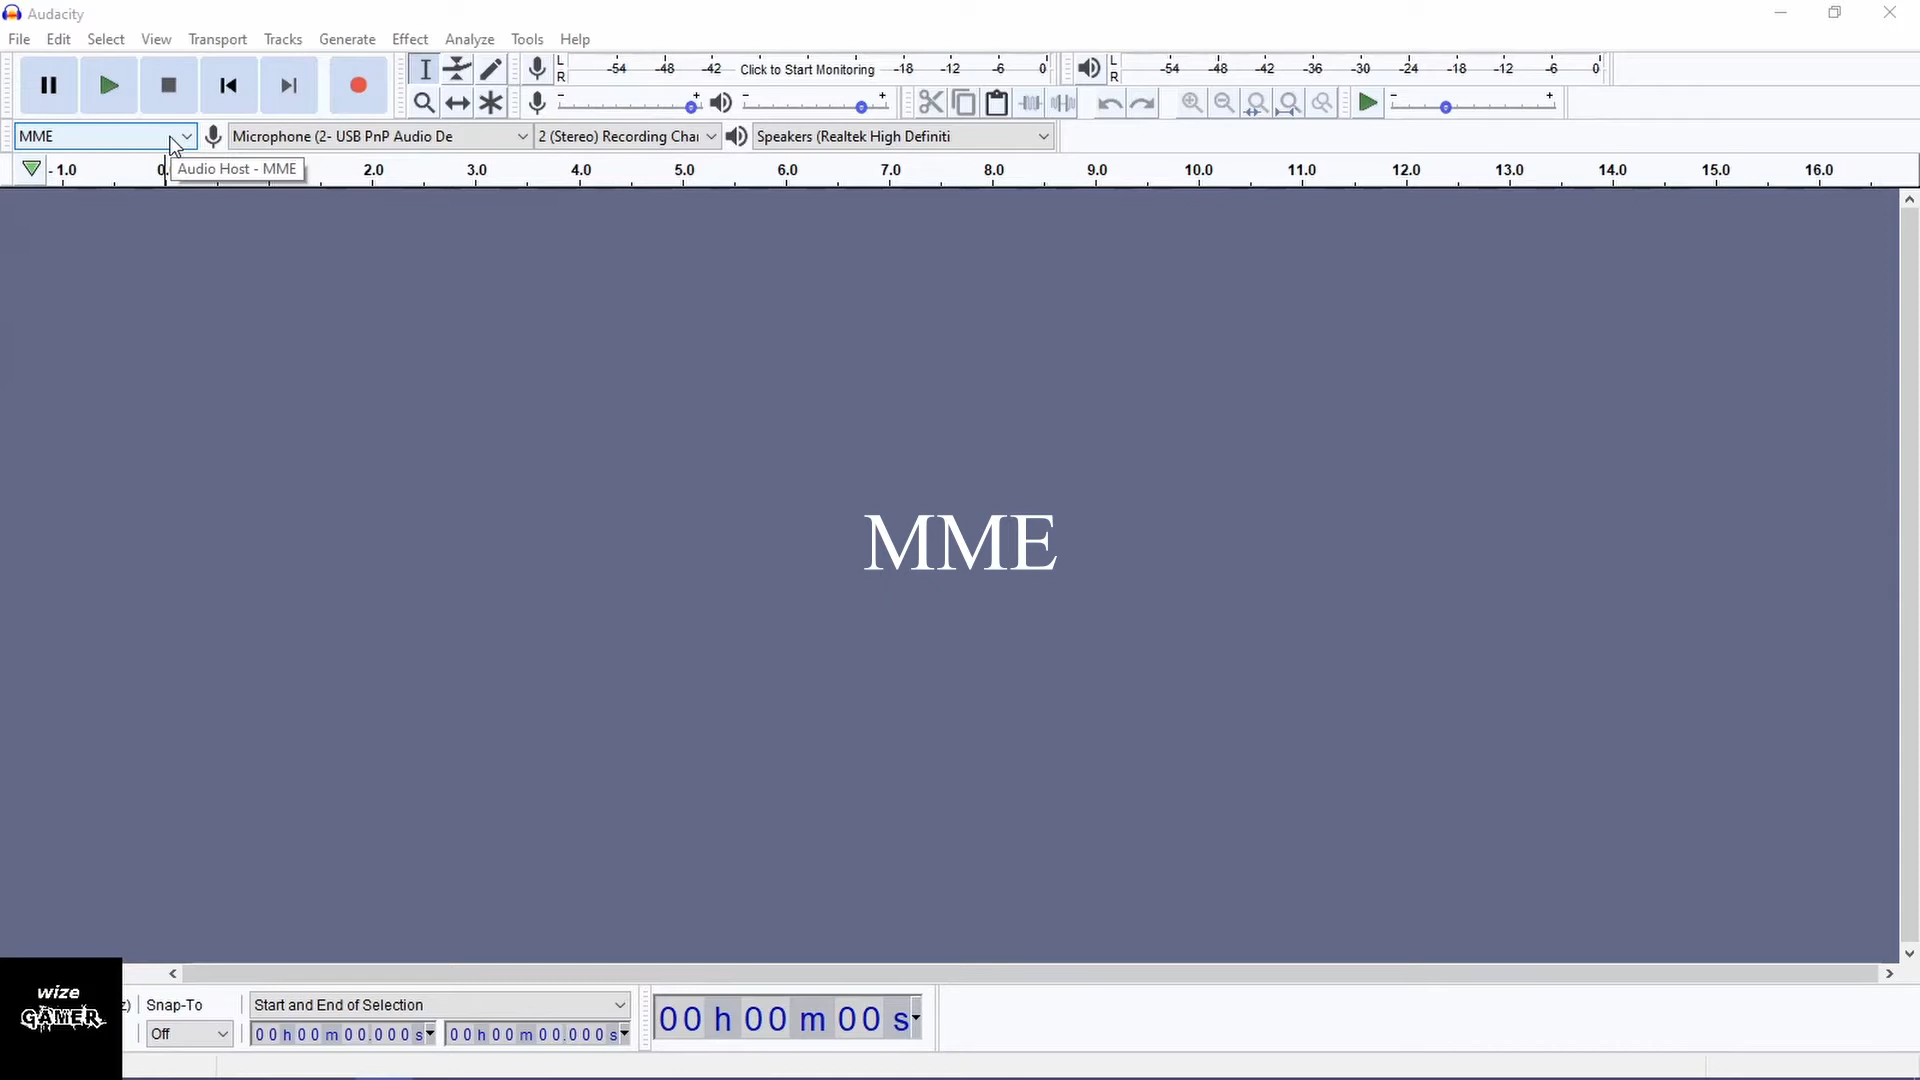 Audacity
File Edit Select View Transport Tracks Generate Effect Analyze Tools Help
L
R
-54 -48 -42 Click to Start Monitoring -18 -12 -6 0
L
R
-54 -48 -42 -36 -30 -24 -18 -12 -6 0
- + - + - +
MME Microphone (2- USB PnP Audio De 2 (Stereo) Recording Chai Speakers (Realtek High Definiti
Audio Host - MME
-1.0 0. 2.0 3.0 4.0 5.0 6.0 7.0 8.0 9.0 10.0 11.0 12.0 13.0 14.0 15.0 16.0
MME
wize
GAMER
z) Snap-To Start and End of Selection
Off 00 h 00 m 00.000 s 00 h 00 m 00.000 s
00 h 00 m 00 s